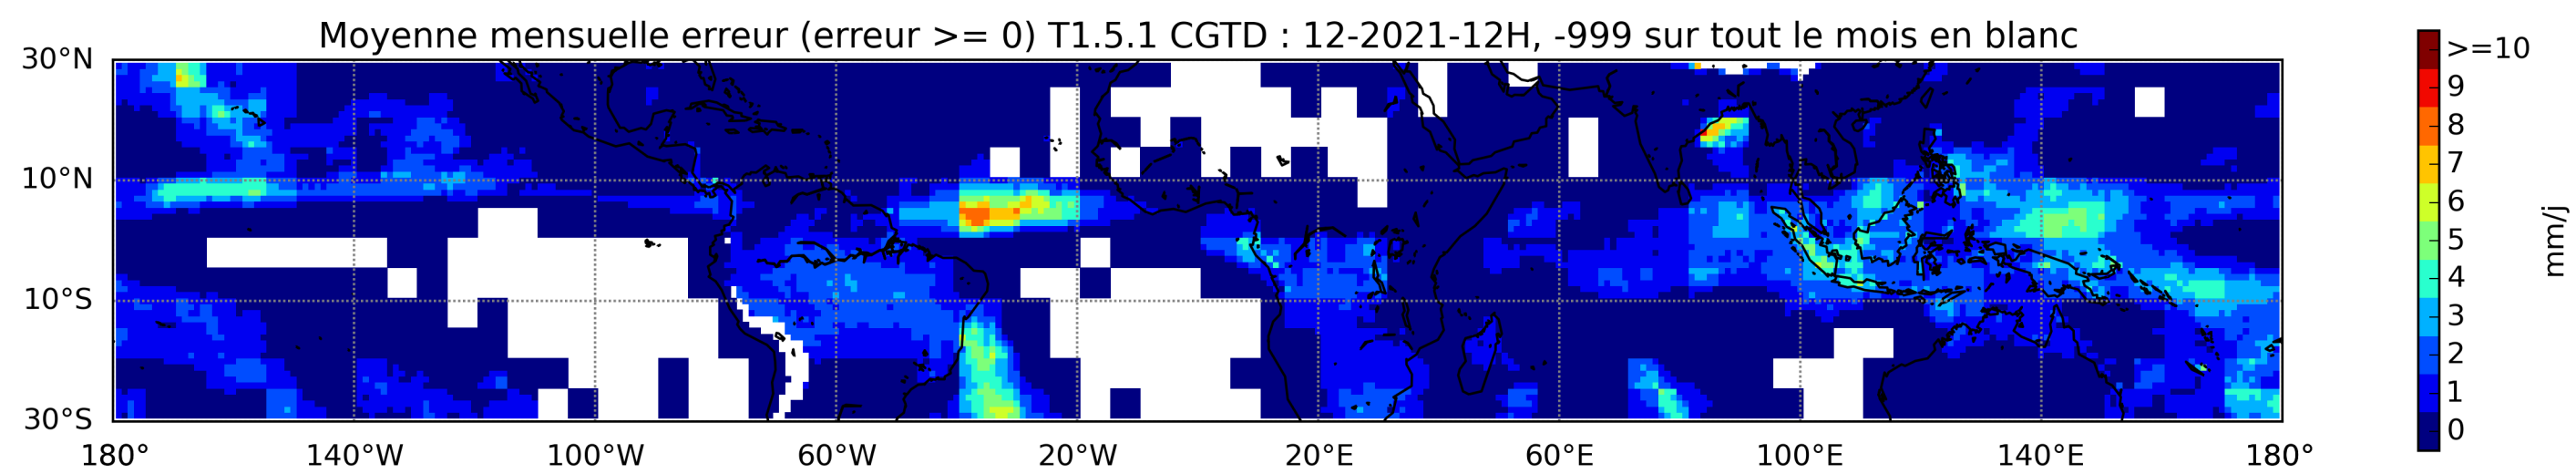 Moyenne mensuelle erreur (erreur >= 0) T1.5.1 CGTD : 12-2021-12H, -999 sur tout le mois en blanc
30°N
10°N
10°S
30°S
180° 140°W 100°W 60°W 20°W 20°E 60°E 100°E 140°E 180°
>=10
9
8
7
6
5
4
3
2
1
0
mm/j